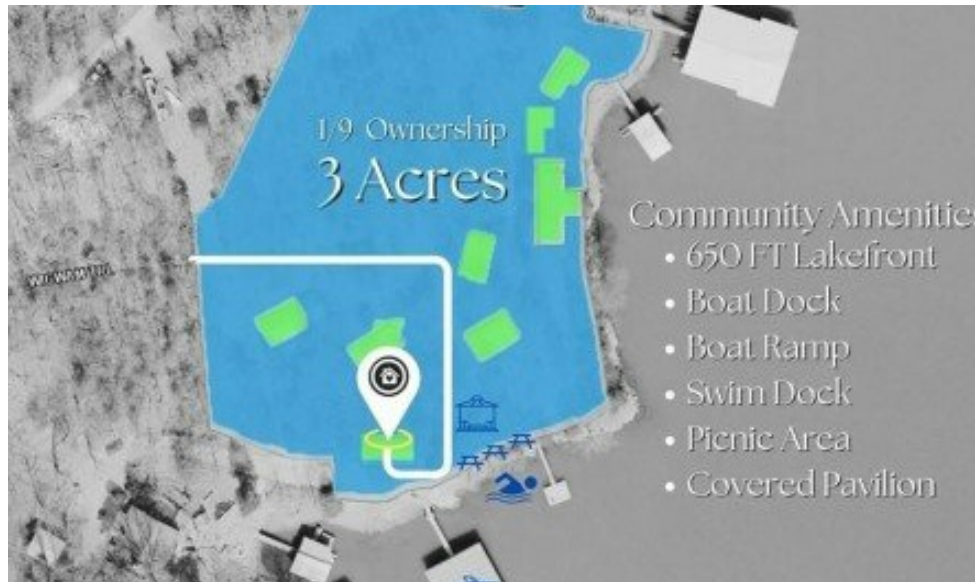 1/9 Ownership
3 Acres
Community Amenitie
• 650 FT Lakefront
• Boat Dock
• Boat Ramp
• Swim Dock
• Picnic Area
• Covered Pavilion